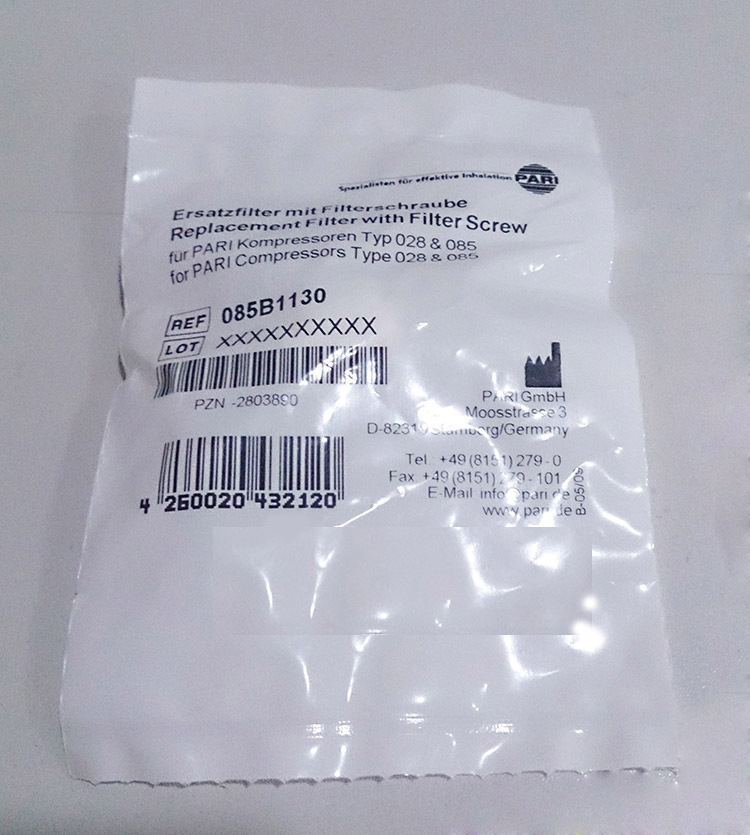 Spezialisten für effektive Inhalation PARI
Ersatzfilter mit Filterschraube
Replacement Filter with Filter Screw
für PARI Kompressoren Typ 028 & 085
for PARI Compressors Type 028 & 085
REF 085B1130
LOT XXXXXXXXXX
PZN -2803890
4 260020 432120
PARI GmbH
Moosstrasse 3
D-82319 Starnberg/Germany
Tel. +49 (8151) 279 - 0
Fax. +49 (8151) 279 - 101
E-Mail info@pari.de
www.pari.de
B-05/09